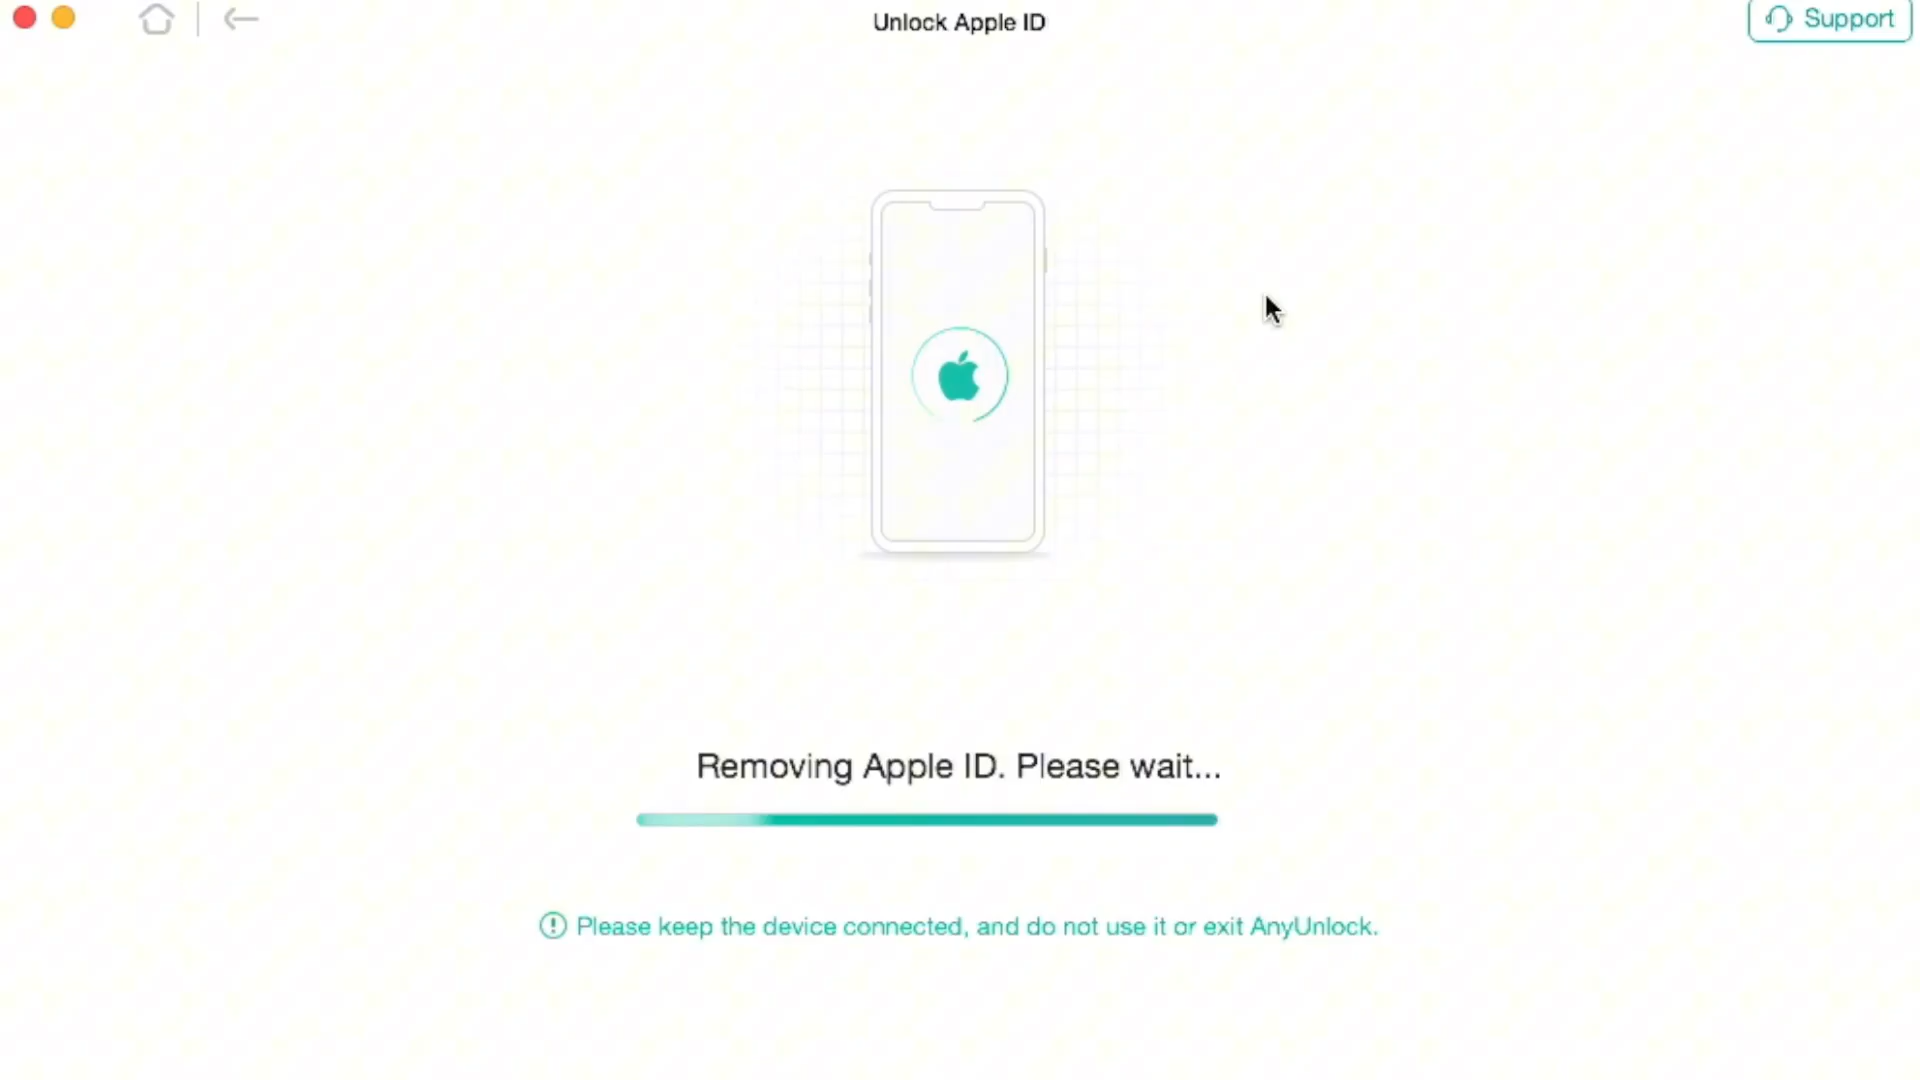 Unlock Apple ID
Support
Removing Apple ID. Please wait...
Please keep the device connected, and do not use it or exit AnyUnlock.